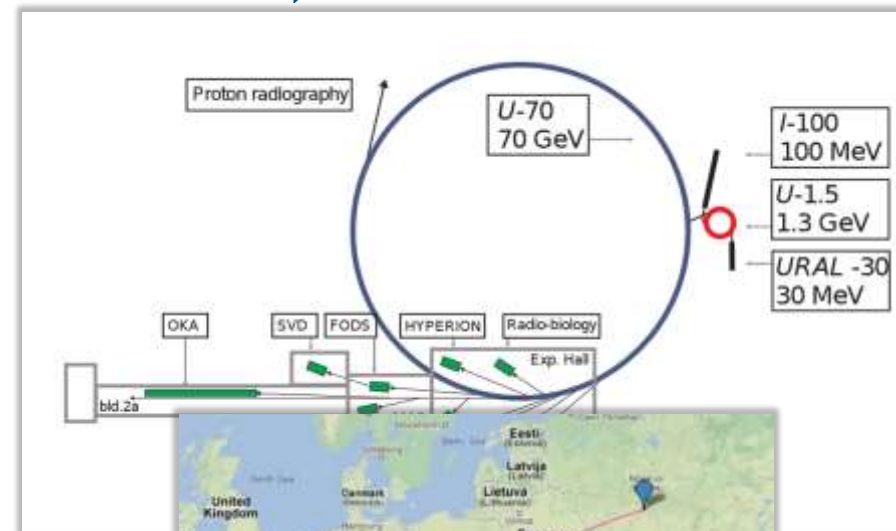 Proton radiography
U-70
70 GeV
I-100
100 MeV
U-1.5
1.3 GeV
URAL -30
30 MeV
OKA
SVD
FODS
HYPERION
Radio-biology
Exp. Hall
bld.2a
Eesti
Latvija
Lietuva
Danmark
United
Kingdom